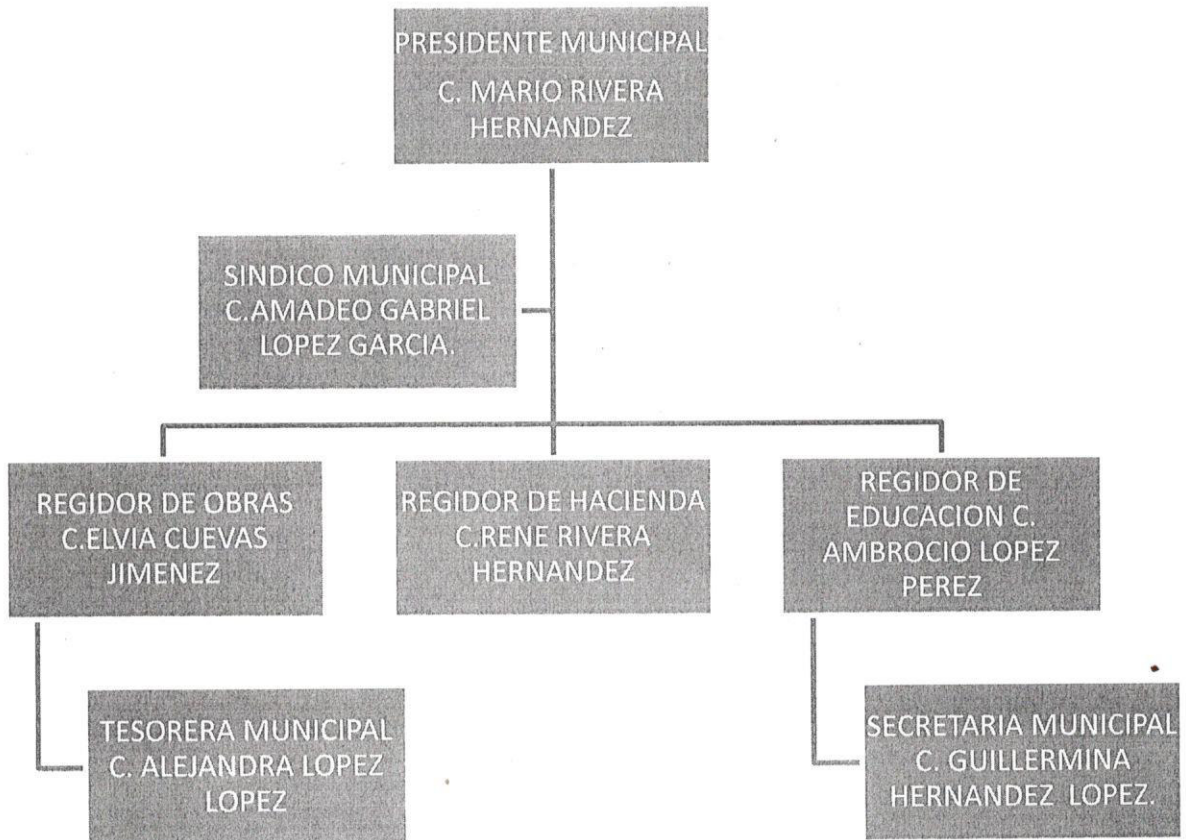 PRESIDENTE MUNICIPAL
C. MARIO RIVERA
HERNANDEZ
SINDICO MUNICIPAL
C.AMADEO GABRIEL
LOPEZ GARCIA.
REGIDOR DE OBRAS
C.ELVIA CUEVAS
JIMENEZ
REGIDOR DE HACIENDA
C.RENE RIVERA
HERNANDEZ
REGIDOR DE
EDUCACION C.
AMBROCIO LOPEZ
PEREZ
TESORERA MUNICIPAL
C. ALEJANDRA LOPEZ
LOPEZ
SECRETARIA MUNICIPAL
C. GUILLERMINA
HERNANDEZ LOPEZ.